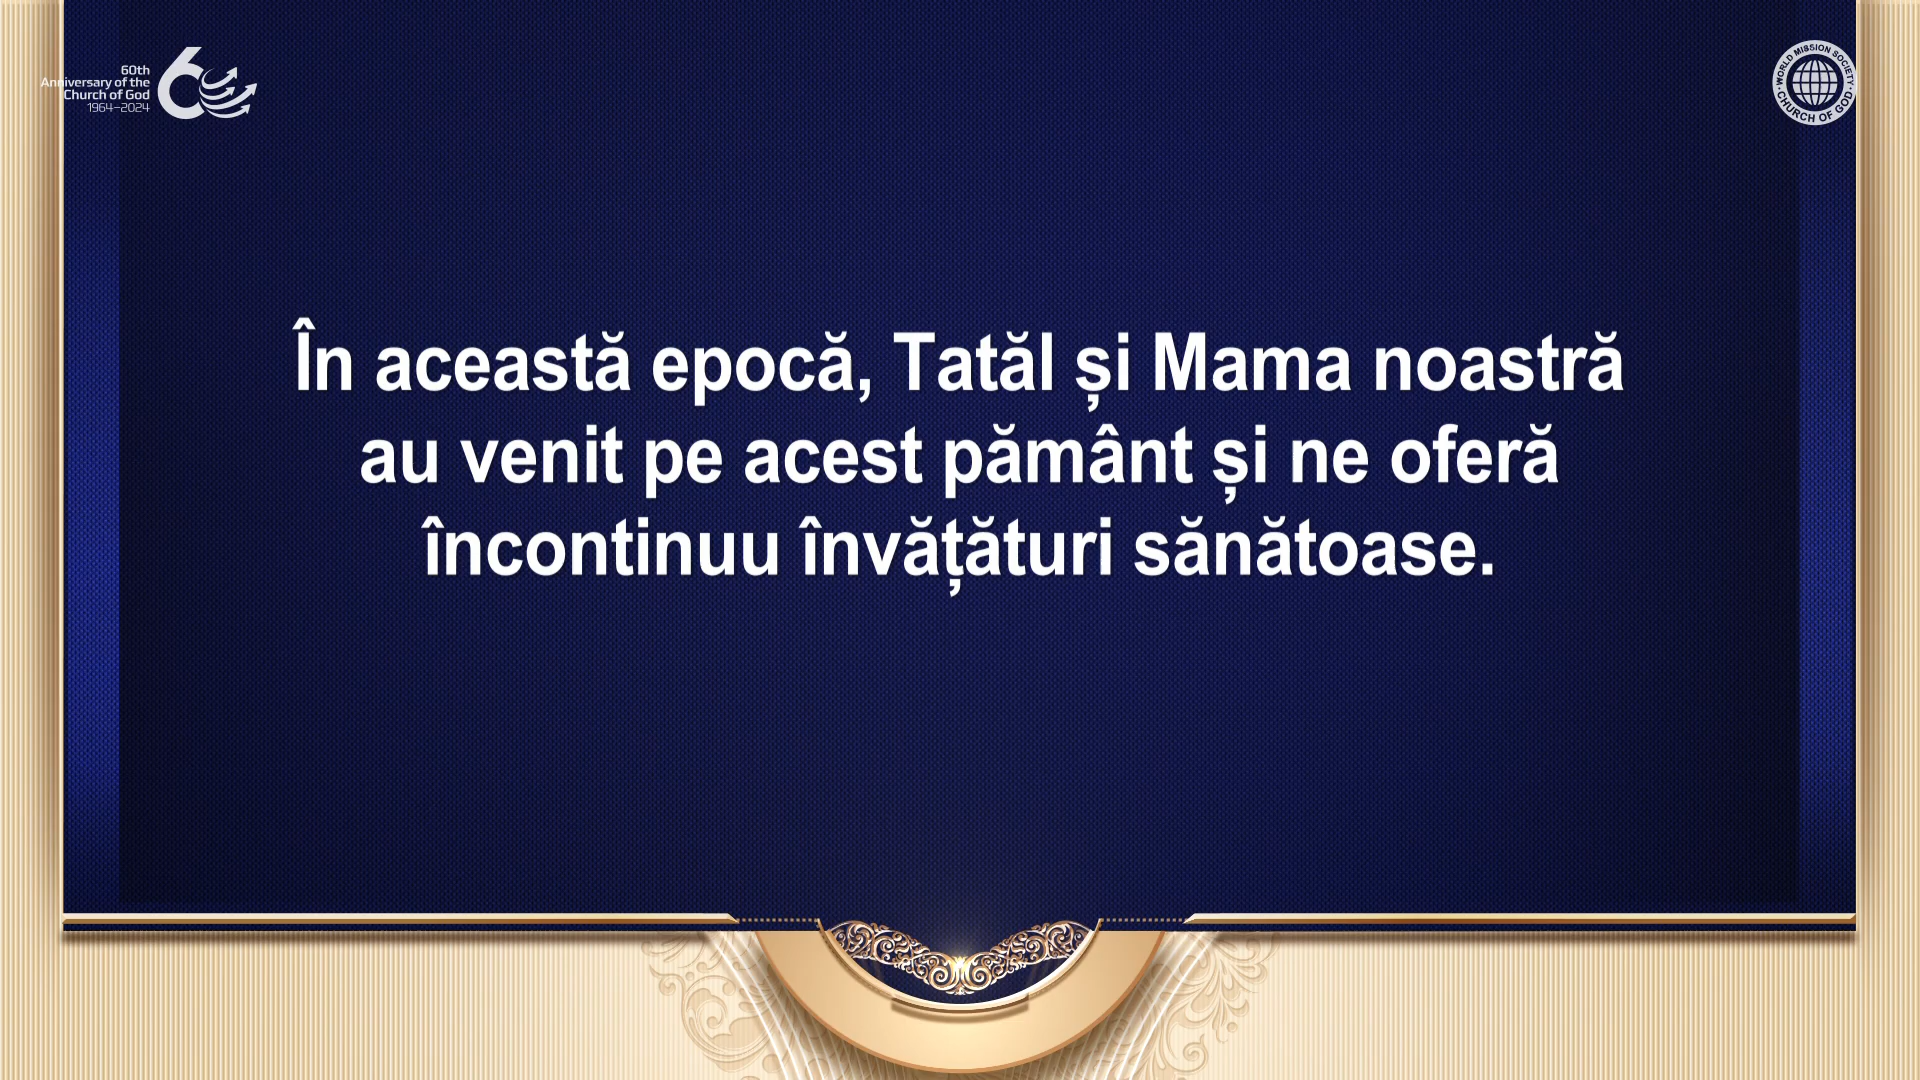 60th
Anniversary of the
Church of God
1964–2024
60
WORLD MISSION SOCIETY
CHURCH OF GOD
În această epocă, Tatăl și Mama noastră
au venit pe acest pământ și ne oferă
încontinuu învățături sănătoase.